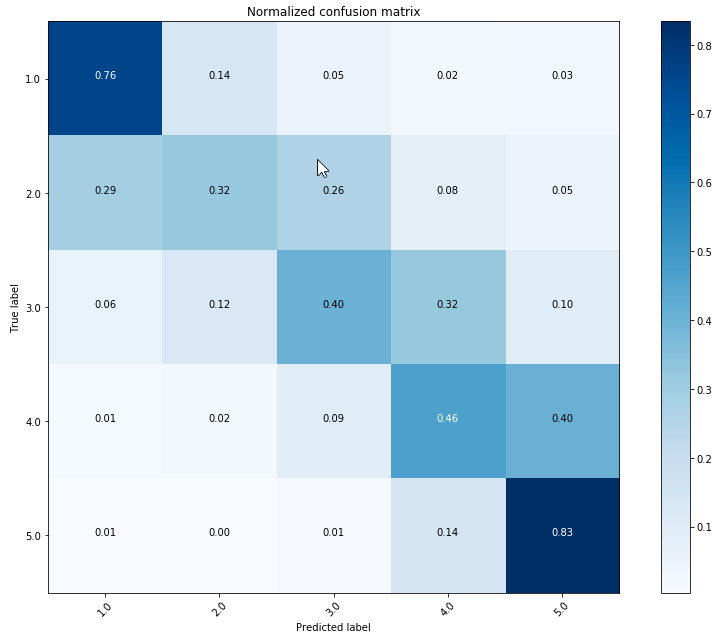 Normalized confusion matrix
True label
1.0 0.76 0.14 0.05 0.02 0.03
2.0 0.29 0.32 0.26 0.08 0.05
3.0 0.06 0.12 0.40 0.32 0.10
4.0 0.01 0.02 0.09 0.46 0.40
5.0 0.01 0.00 0.01 0.14 0.83
1.0 2.0 3.0 4.0 5.0
Predicted label
0.8
0.7
0.6
0.5
0.4
0.3
0.2
0.1